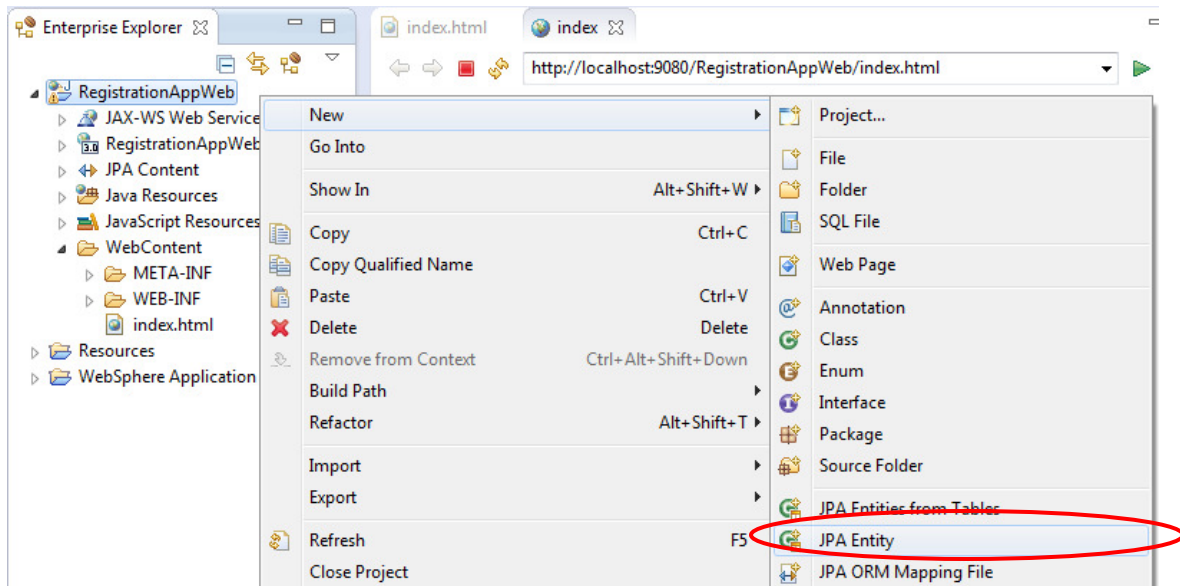 Enterprise Explorer
index.html
index
http://localhost:9080/RegistrationAppWeb/index.html
RegistrationAppWeb
JAX-WS Web Service
RegistrationAppWeb
3.0
JPA Content
Java Resources
JavaScript Resources
WebContent
META-INF
WEB-INF
index.html
Resources
WebSphere Application
New
Go Into
Show In Alt+Shift+W
Copy Ctrl+C
Copy Qualified Name
Paste Ctrl+V
Delete Delete
Remove from Context Ctrl+Alt+Shift+Down
Build Path
Refactor Alt+Shift+T
Import
Export
Refresh F5
Close Project
Project...
File
Folder
SQL File
Web Page
Annotation
Class
Enum
Interface
Package
Source Folder
JPA Entities from Tables
JPA Entity
JPA ORM Mapping File